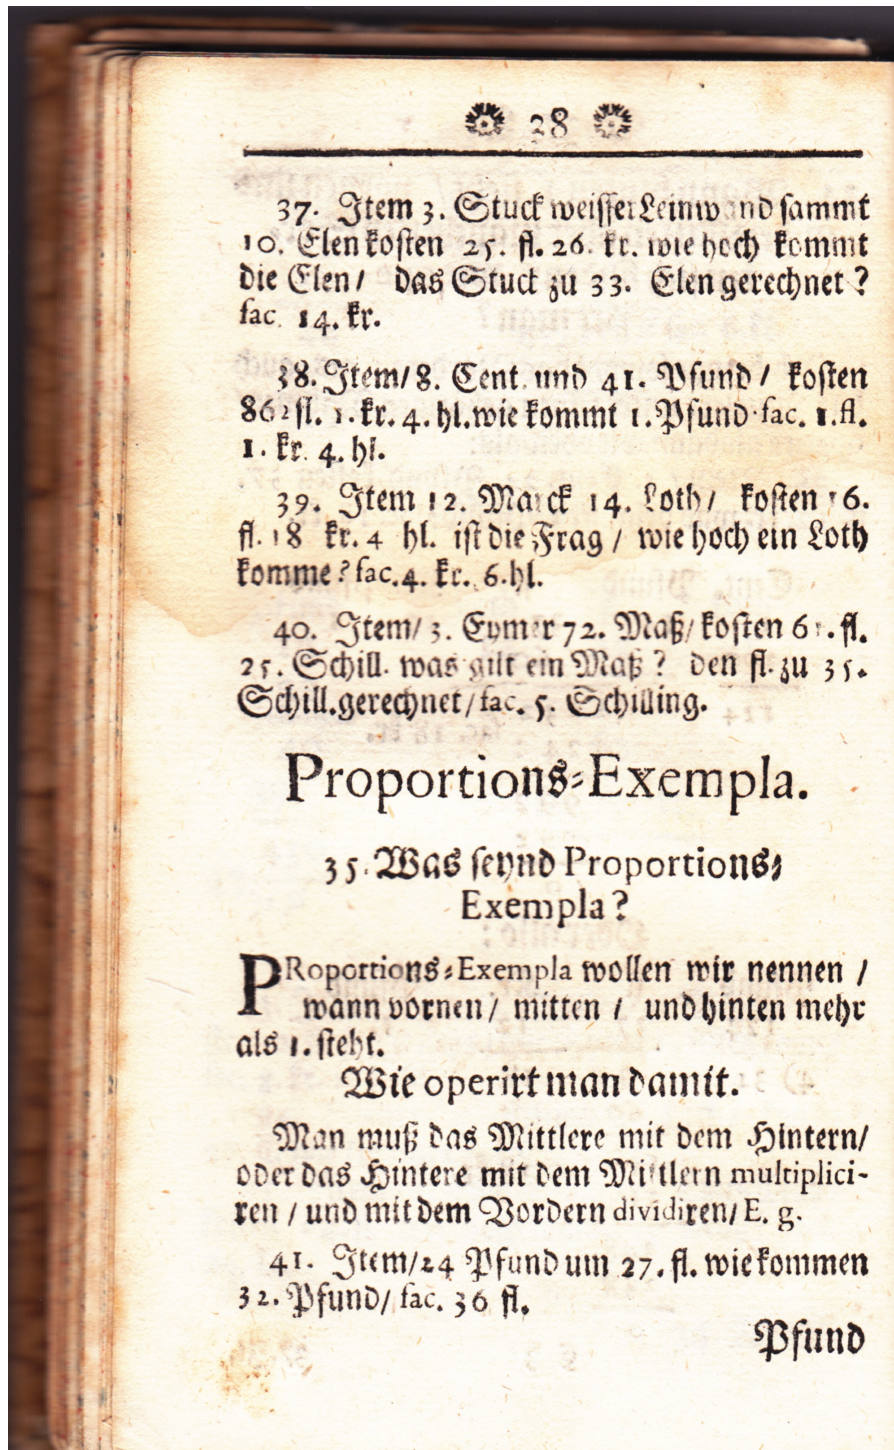 38
37. Item 3. Stuck weisser Leinwand sammt
10. Elen kosten 25. fl. 26. kr. wie hoch kommt
die Elen / das Stuck zu 33. Elen gerechnet?
fac. 14. kr.
38. Item / 8. Cent. und 41. Pfund / kosten
862 fl. 1. kr. 4. hl. wie kommt 1. Pfund fac. 1. fl.
1. kr. 4. hl.
39. Item 12. Marck 14. Loth / kosten 16.
fl. 18 kr. 4 hl. ist die Frag / wie hoch ein Loth
komme? fac. 4. kr. 6. hl.
40. Item / 3. Eymer 72. Maß / kosten fl.
25. Schill. was gilt ein Maß? den fl. zu 35.
Schill. gerechnet / fac. 5. Schilling.
Proportions-Exempla.
35. Was seynd Proportions-
Exempla?
PRoportions-Exempla wollen wir nennen /
wann vornen / mitten / und hinten mehr
als 1. steht.
Wie operirt man damit.
Man muß das Mittlere mit dem Hintern /
oder das Hintere mit dem Mittlern multiplici-
ren / und mit dem Vordern dividiren / E. g.
41. Item / 24 Pfund um 27. fl. wie kommen
32. Pfund / fac. 36 fl.
Pfund